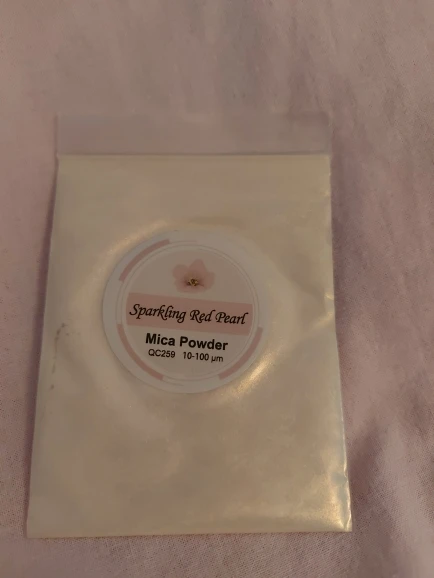 Sparkling Red Pearl
Mica Powder
QC259 10-100 µm